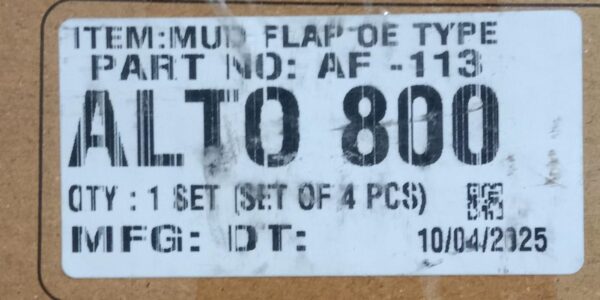 ITEM:MUD FLAP OE TYPE
PART NO: AF -113
ALTO 800
QTY : 1 SET (SET OF 4 PCS)
MFG: DT: 10/04/2025